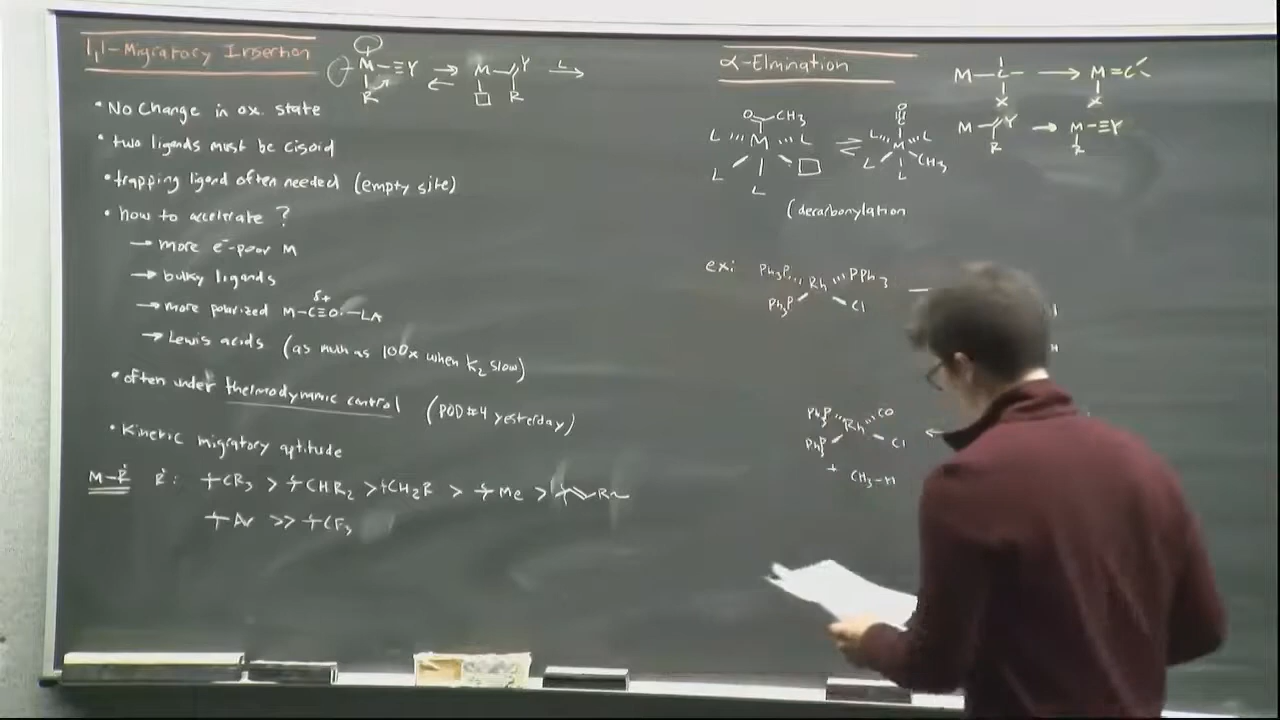 1,1-Migratory Insertion
M-≡Y → M-Y L→
R □ R
• No Change in ox. state
• two ligands must be cisoid
• trapping ligand often needed (empty site)
• how to accelerate?
→ more e⁻-poor M
→ bulky ligands
→ more polarized M-C≡O:-LA
δ+
→ Lewis acids (as much as 100x when K₂ slow)
• often under thermodynamic control (POD#4 yesterday)
• Kinetic migratory aptitude
M-R' R': +CR₃ > +CHR₂ > +CH₂R > +Me > R~
+Ar >> +CF₃
α-Elmination
M-C- → M=C
X X
M Y → M-≡Y
R R
O CH₃
L M L ⇌ L M L
L L □ L L CH₃
O
C
(decarbonylation
ex: Ph₃P Rh PPh₃
Ph₃P Cl
Ph₃P Rh CO
Ph₃P Cl
+ CH₃-H